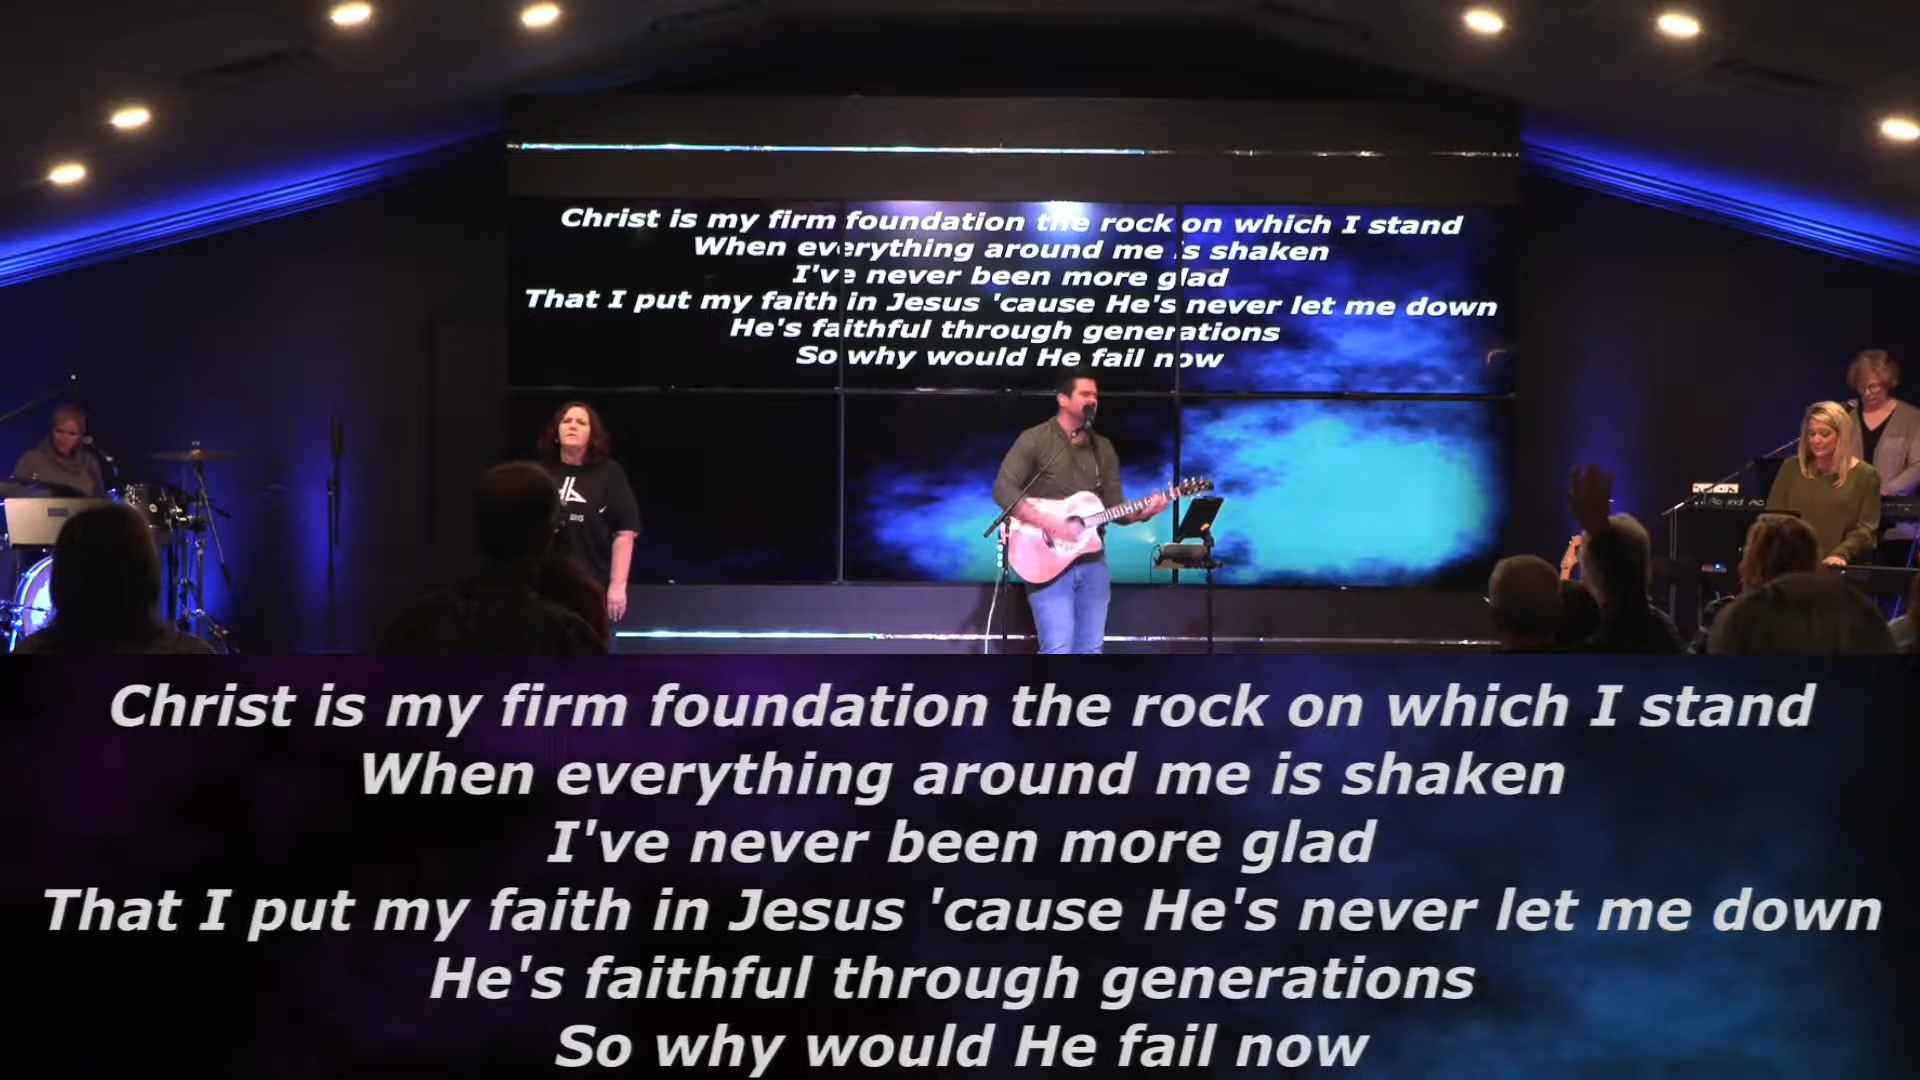 Christ is my firm foundation the rock on which I stand
When everything around me is shaken
I've never been more glad
That I put my faith in Jesus 'cause He's never let me down
He's faithful through generations
So why would He fail now
Christ is my firm foundation the rock on which I stand
When everything around me is shaken
I've never been more glad
That I put my faith in Jesus 'cause He's never let me down
He's faithful through generations
So why would He fail now